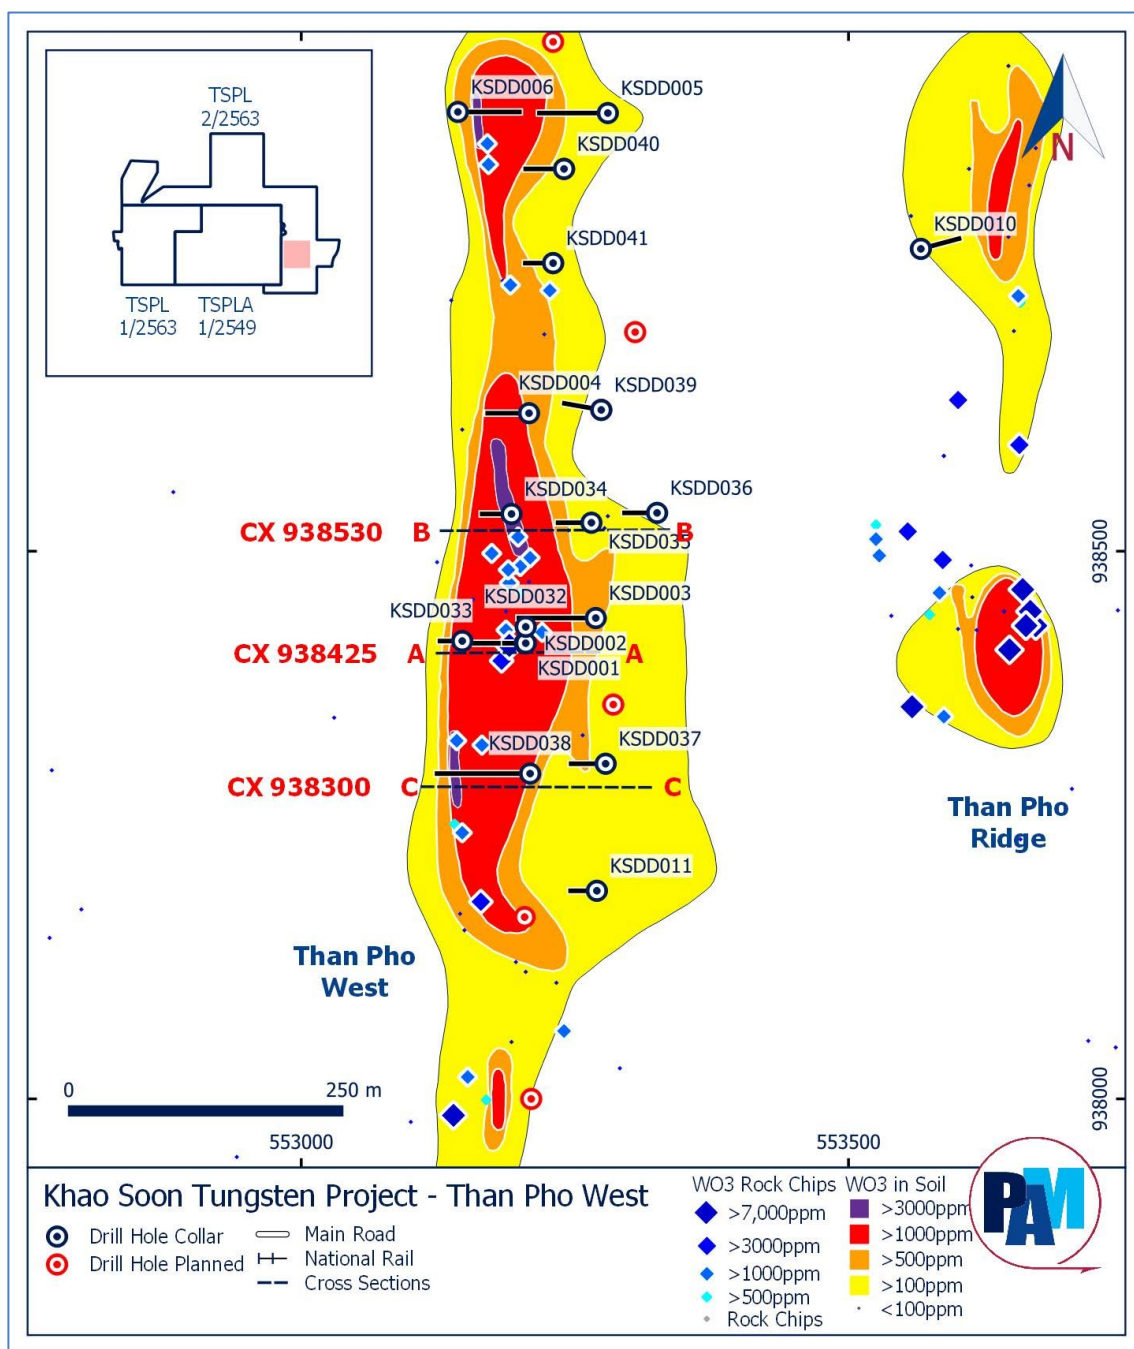 TSPL
2/2563
TSPL
1/2563
TSPLA
1/2549
KSDD006
KSDD005
KSDD040
N
KSDD010
KSDD041
KSDD004
KSDD039
KSDD034
KSDD036
CX 938530
B
B
KSDD035
938500
KSDD033
KSDD032
KSDD003
CX 938425
A
KSDD002
A
KSDD001
KSDD038
KSDD037
CX 938300
C
C
Than Pho
Ridge
KSDD011
Than Pho
West
0
250 m
938000
553000
553500
Khao Soon Tungsten Project - Than Pho West
Drill Hole Collar
Drill Hole Planned
Main Road
National Rail
Cross Sections
WO3 Rock Chips
>7,000ppm
>3000ppm
>1000ppm
>500ppm
Rock Chips
WO3 in Soil
>3000ppm
>1000ppm
>500ppm
>100ppm
<100ppm
PAM